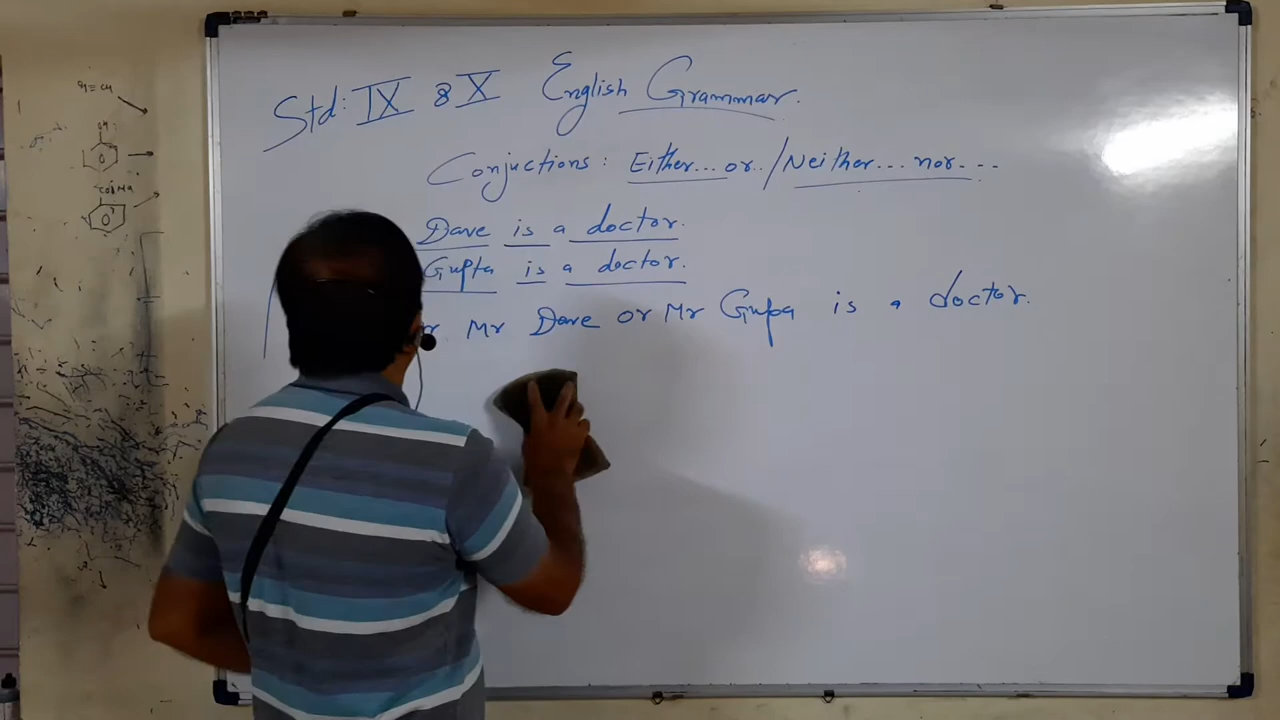 Std: IX & X English Grammar.
Conjuctions: Either... or../Neither... nor---
Dave is a doctor.
Gupta is a doctor.
Mr Dave or Mr Gupa is a doctor.